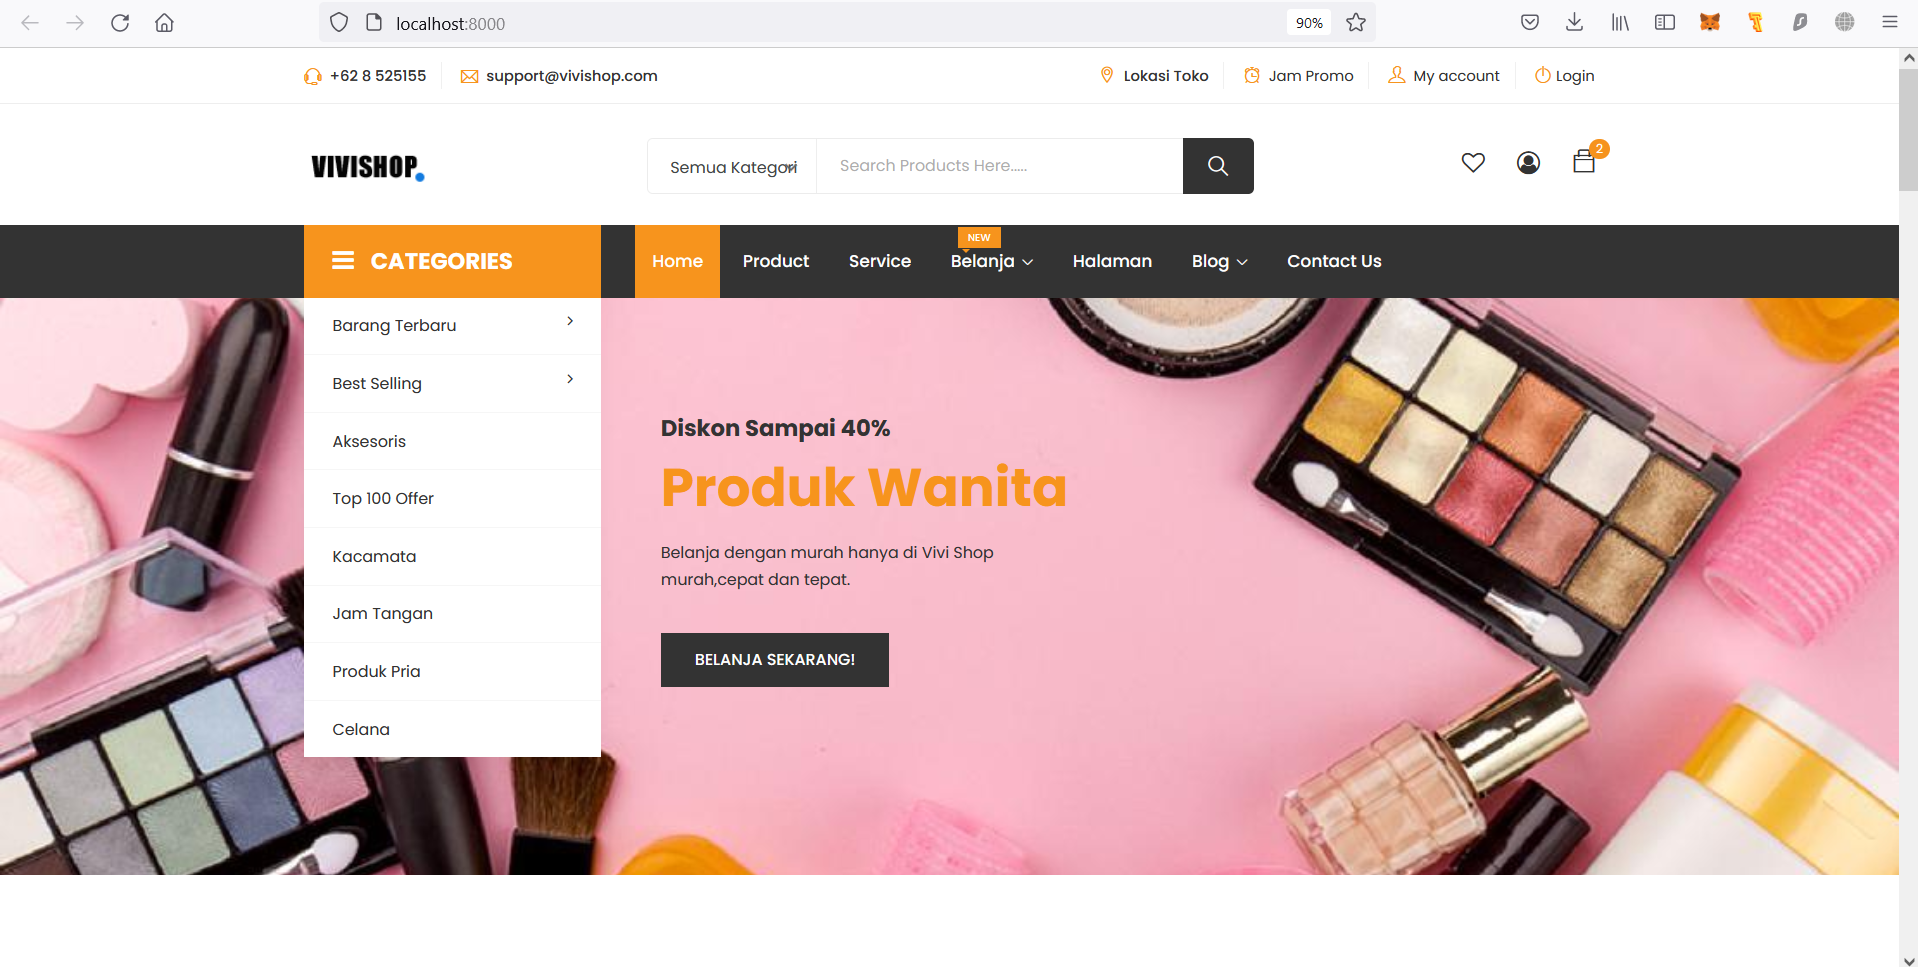 localhost:8000
90%
+62 8 525155
support@vivishop.com
Lokasi Toko
Jam Promo
My account
Login
VIVISHOP.
Semua Kategori
Search Products Here.....
2
CATEGORIES
Home
Product
Service
NEW
Belanja
Halaman
Blog
Contact Us
Barang Terbaru
Best Selling
Aksesoris
Top 100 Offer
Kacamata
Jam Tangan
Produk Pria
Celana
Diskon Sampai 40%
Produk Wanita
Belanja dengan murah hanya di Vivi Shop
murah,cepat dan tepat.
BELANJA SEKARANG!